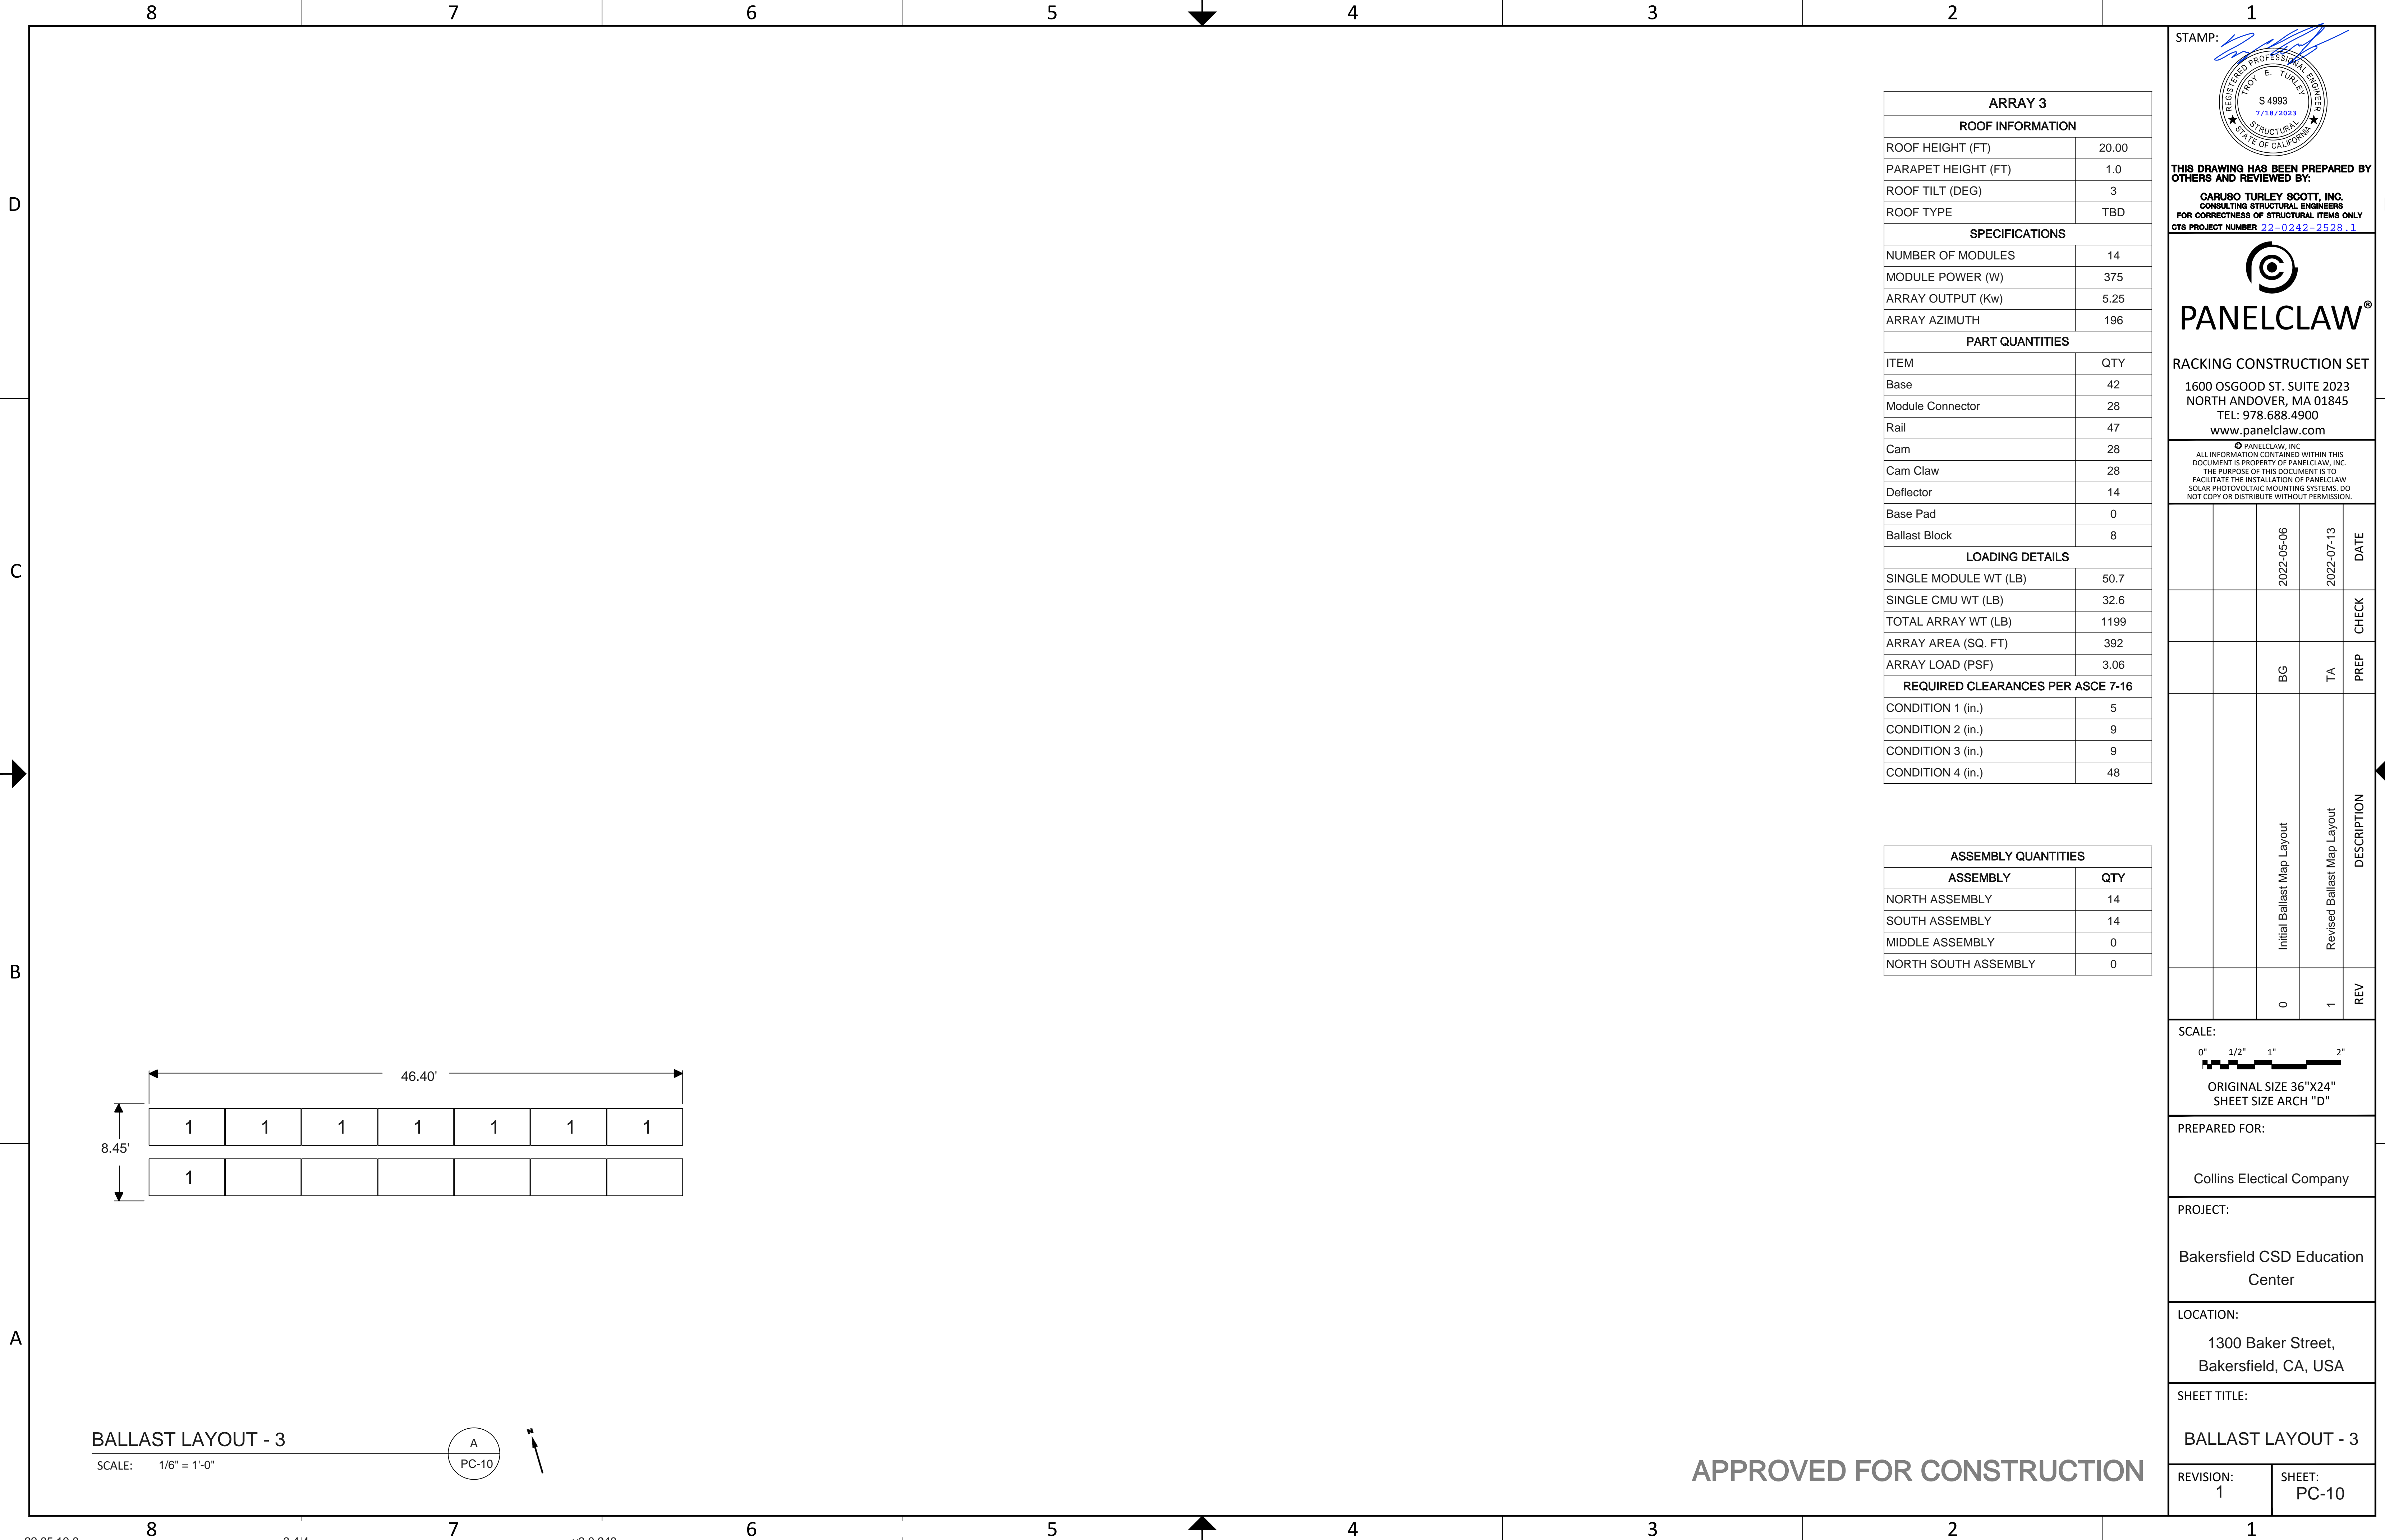 8 7 6 5 4 3 2 1
D
C
B
A
ARRAY 3
ROOF INFORMATION
ROOF HEIGHT (FT) 20.00
PARAPET HEIGHT (FT) 1.0
ROOF TILT (DEG) 3
ROOF TYPE TBD
SPECIFICATIONS
NUMBER OF MODULES 14
MODULE POWER (W) 375
ARRAY OUTPUT (Kw) 5.25
ARRAY AZIMUTH 196
PART QUANTITIES
ITEM QTY
Base 42
Module Connector 28
Rail 47
Cam 28
Cam Claw 28
Deflector 14
Base Pad 0
Ballast Block 8
LOADING DETAILS
SINGLE MODULE WT (LB) 50.7
SINGLE CMU WT (LB) 32.6
TOTAL ARRAY WT (LB) 1199
ARRAY AREA (SQ. FT) 392
ARRAY LOAD (PSF) 3.06
REQUIRED CLEARANCES PER ASCE 7-16
CONDITION 1 (in.) 5
CONDITION 2 (in.) 9
CONDITION 3 (in.) 9
CONDITION 4 (in.) 48
ASSEMBLY QUANTITIES
ASSEMBLY QTY
NORTH ASSEMBLY 14
SOUTH ASSEMBLY 14
MIDDLE ASSEMBLY 0
NORTH SOUTH ASSEMBLY 0
46.40'
8.45'
1 1 1 1 1 1 1
1
BALLAST LAYOUT - 3
SCALE: 1/6" = 1'-0"
A
PC-10
N
APPROVED FOR CONSTRUCTION
STAMP:
REGISTERED PROFESSIONAL ENGINEER
TROY E. TURLEY
S 4993
7/18/2023
STRUCTURAL
STATE OF CALIFORNIA
THIS DRAWING HAS BEEN PREPARED BY
OTHERS AND REVIEWED BY:
CARUSO TURLEY SCOTT, INC.
CONSULTING STRUCTURAL ENGINEERS
FOR CORRECTNESS OF STRUCTURAL ITEMS ONLY
CTS PROJECT NUMBER 22-0242-2528.1
PANELCLAW®
RACKING CONSTRUCTION SET
1600 OSGOOD ST. SUITE 2023
NORTH ANDOVER, MA 01845
TEL: 978.688.4900
www.panelclaw.com
© PANELCLAW, INC
ALL INFORMATION CONTAINED WITHIN THIS
DOCUMENT IS PROPERTY OF PANELCLAW, INC.
THE PURPOSE OF THIS DOCUMENT IS TO
FACILITATE THE INSTALLATION OF PANELCLAW
SOLAR PHOTOVOLTAIC MOUNTING SYSTEMS. DO
NOT COPY OR DISTRIBUTE WITHOUT PERMISSION.
REV DESCRIPTION PREP CHECK DATE
1 Revised Ballast Map Layout TA 2022-07-13
0 Initial Ballast Map Layout BG 2022-05-06
SCALE:
0" 1/2" 1" 2"
ORIGINAL SIZE 36"X24"
SHEET SIZE ARCH "D"
PREPARED FOR:
Collins Electical Company
PROJECT:
Bakersfield CSD Education
Center
LOCATION:
1300 Baker Street,
Bakersfield, CA, USA
SHEET TITLE:
BALLAST LAYOUT - 3
REVISION:
1
SHEET:
PC-10
8 7 6 5 4 3 2 1